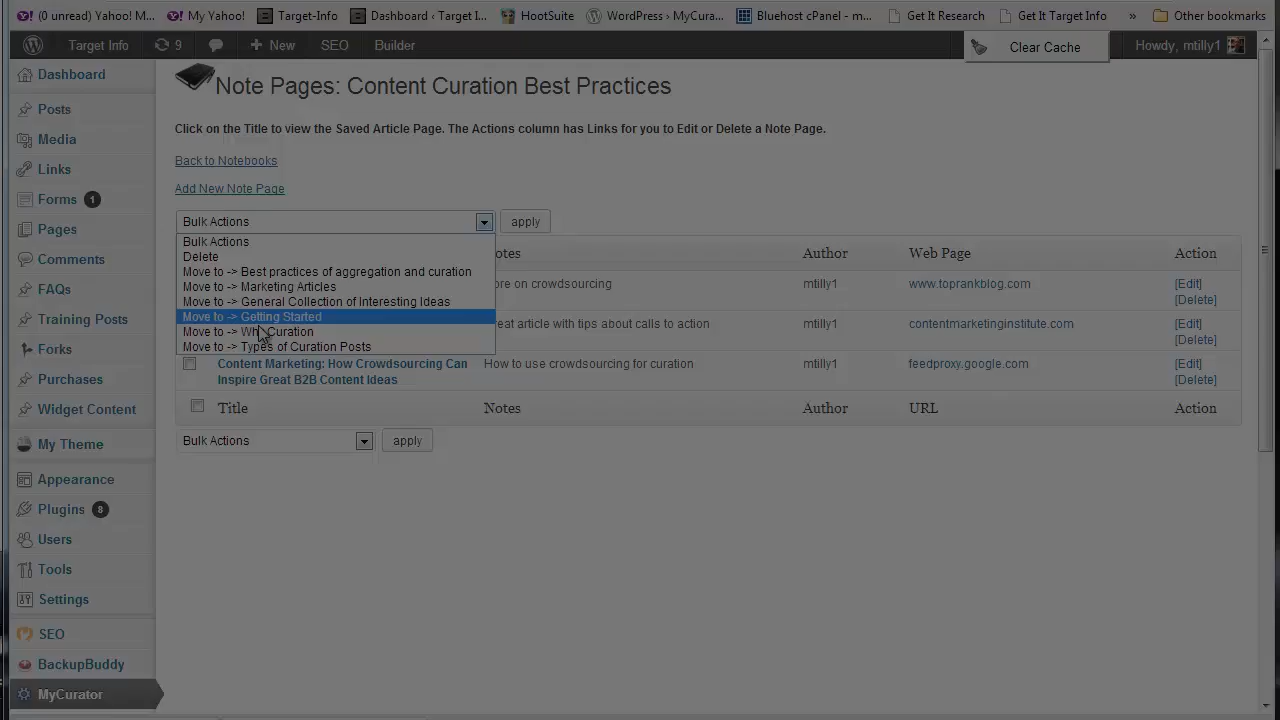 (0 unread) Yahoo! M... My Yahoo! Target-Info Dashboard ‹ Target I... HootSuite WordPress › MyCura... Bluehost cPanel - m... Get It Research Get It Target Info » Other bookmarks
Target Info 9 New SEO Builder Clear Cache Howdy, mtilly1
Dashboard
Posts
Media
Links
Forms 1
Pages
Comments
FAQs
Training Posts
Forks
Purchases
Widget Content
My Theme
Appearance
Plugins 8
Users
Tools
Settings
SEO
BackupBuddy
MyCurator
Note Pages: Content Curation Best Practices
Click on the Title to view the Saved Article Page. The Actions column has Links for you to Edit or Delete a Note Page.
Back to Notebooks
Add New Note Page
Bulk Actions apply
Bulk Actions
Delete
Move to -> Best practices of aggregation and curation
Move to -> Marketing Articles
Move to -> General Collection of Interesting Ideas
Move to -> Getting Started
Move to -> Why Curation
Move to -> Types of Curation Posts
otes Author Web Page Action
ore on crowdsourcing mtilly1 www.toprankblog.com [Edit]
[Delete]
reat article with tips about calls to action mtilly1 contentmarketinginstitute.com [Edit]
[Delete]
Content Marketing: How Crowdsourcing Can How to use crowdsourcing for curation mtilly1 feedproxy.google.com [Edit]
Inspire Great B2B Content Ideas [Delete]
Title Notes Author URL Action
Bulk Actions apply